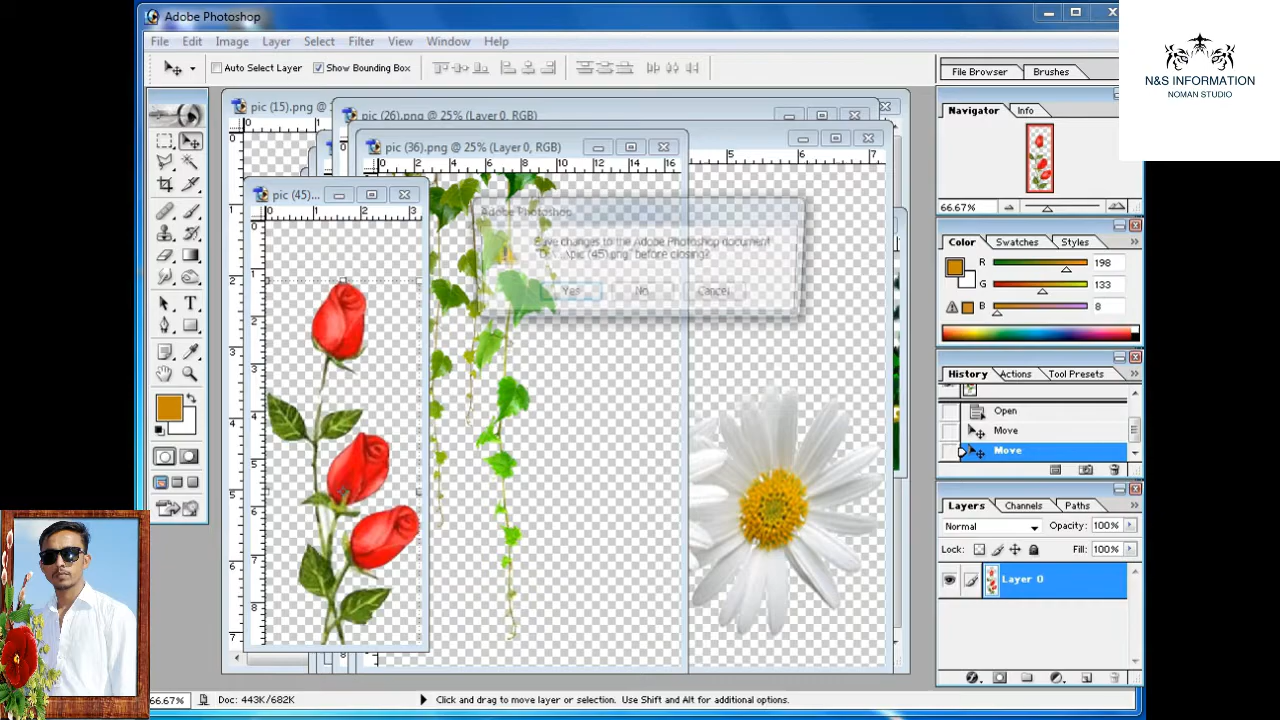 Adobe Photoshop
File Edit Image Layer Select Filter View Window Help
Auto Select Layer Show Bounding Box
File Browser Brushes
N&S INFORMATION
NOMAN STUDIO
pic (15).png @
pic (26).png @ 25% (Layer 0, RGB)
pic (36).png @ 25% (Layer 0, RGB)
pic (45)...
Adobe Photoshop
Save changes to the Adobe Photoshop document
before closing?
Yes No Cancel
Navigator Info
66.67%
Color Swatches Styles
R 198
G 133
B 8
History Actions Tool Presets
Open
Move
Move
Layers Channels Paths
Normal Opacity: 100%
Lock: Fill: 100%
Layer 0
66.67% Doc: 443K/682K Click and drag to move layer or selection. Use Shift and Alt for additional options.